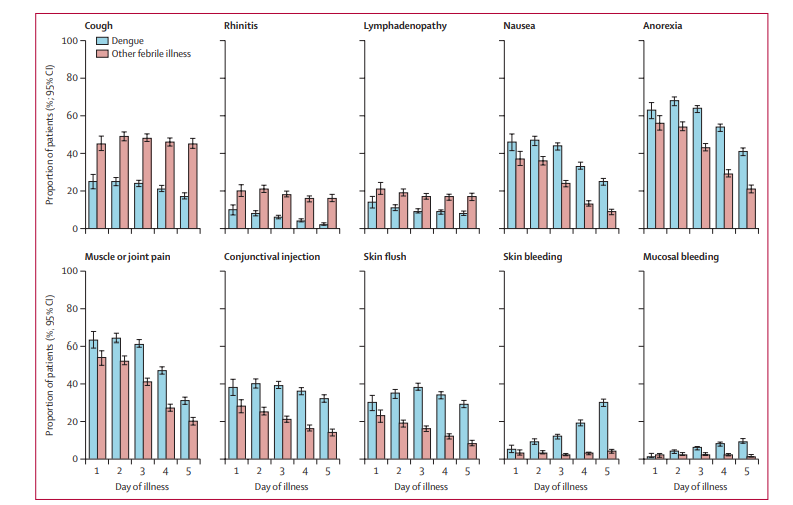 Cough
Rhinitis
Lymphadenopathy
Nausea
Anorexia
Proportion of patients (%; 95% CI)
100
80
60
40
20
0
Dengue
Other febrile illness
Muscle or joint pain
Conjunctival injection
Skin flush
Skin bleeding
Mucosal bleeding
Proportion of patients (%, 95% CI)
100
80
60
40
20
0
1 2 3 4 5
1 2 3 4 5
1 2 3 4 5
1 2 3 4 5
1 2 3 4 5
Day of illness
Day of illness
Day of illness
Day of illness
Day of illness